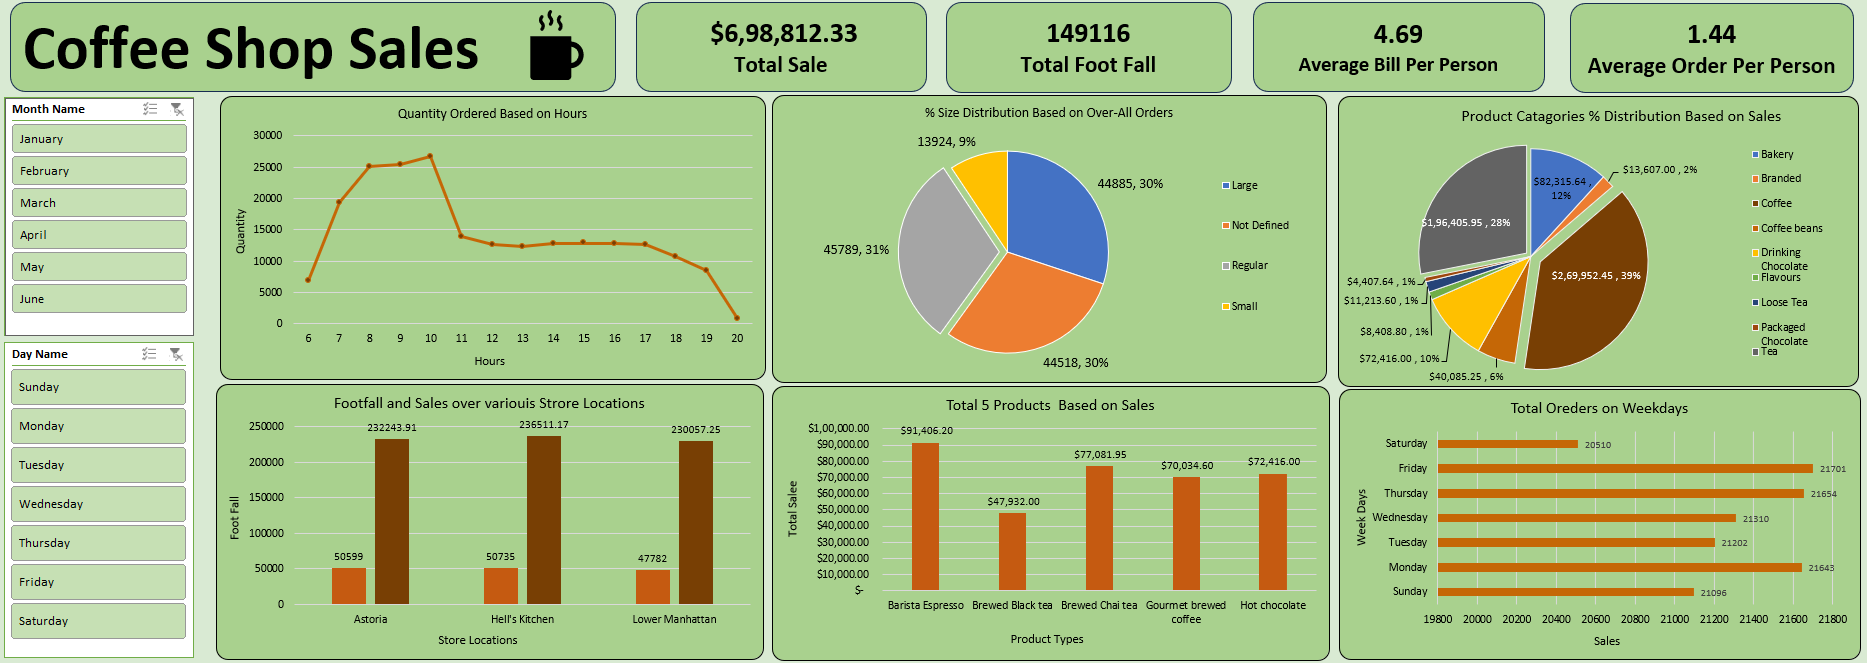 Coffee Shop Sales
$6,98,812.33
Total Sale
149116
Total Foot Fall
4.69
Average Bill Per Person
1.44
Average Order Per Person
Month Name
January
February
March
April
May
June
Day Name
Sunday
Monday
Tuesday
Wednesday
Thursday
Friday
Saturday
Quantity Ordered Based on Hours
30000
25000
20000
15000
10000
5000
0
Quantity
6 7 8 9 10 11 12 13 14 15 16 17 18 19 20
Hours
% Size Distribution Based on Over-All Orders
13924, 9%
44885, 30%
45789, 31%
44518, 30%
Large
Not Defined
Regular
Small
Product Catagories % Distribution Based on Sales
$82,315.64 ,
12%
$13,607.00 , 2%
$1,96,405.95 , 28%
$2,69,952.45 , 39%
$4,407.64 , 1%
$11,213.60 , 1%
$8,408.80 , 1%
$72,416.00 , 10%
$40,085.25 , 6%
Bakery
Branded
Coffee
Coffee beans
Drinking
Chocolate
Flavours
Loose Tea
Packaged
Chocolate
Tea
Footfall and Sales over variouis Strore Locations
250000
200000
150000
100000
50000
0
Foot Fall
50599
232243.91
50735
236511.17
47782
230057.25
Astoria
Hell's Kitchen
Lower Manhattan
Store Locations
Total 5 Products Based on Sales
$1,00,000.00
$90,000.00
$80,000.00
$70,000.00
$60,000.00
$50,000.00
$40,000.00
$30,000.00
$20,000.00
$10,000.00
$-
Total Salee
$91,406.20
$47,932.00
$77,081.95
$70,034.60
$72,416.00
Barista Espresso
Brewed Black tea
Brewed Chai tea
Gourmet brewed
coffee
Hot chocolate
Product Types
Total Oreders on Weekdays
Week Days
Saturday 20510
Friday 21701
Thursday 21654
Wednesday 21310
Tuesday 21202
Monday 21643
Sunday 21096
19800 20000 20200 20400 20600 20800 21000 21200 21400 21600 21800
Sales